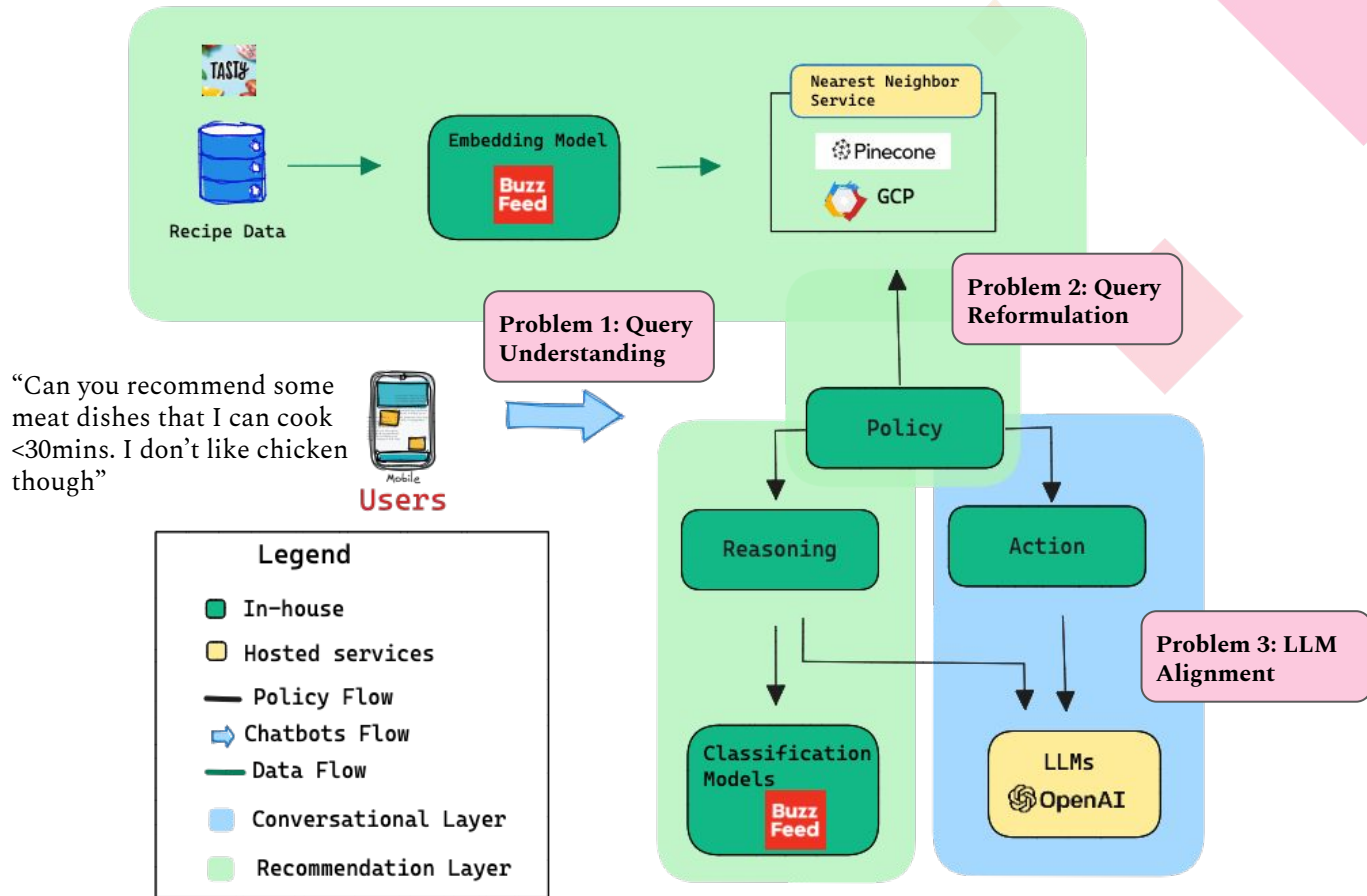 TASTY
Recipe Data
Embedding Model
Buzz
Feed
Nearest Neighbor
Service
Pinecone
GCP
Problem 1: Query
Understanding
Problem 2: Query
Reformulation
“Can you recommend some
meat dishes that I can cook
<30mins. I don’t like chicken
though”
Mobile
Users
Policy
Reasoning
Action
Problem 3: LLM
Alignment
Classification
Models
Buzz
Feed
LLMs
OpenAI
Legend
In-house
Hosted services
Policy Flow
Chatbots Flow
Data Flow
Conversational Layer
Recommendation Layer